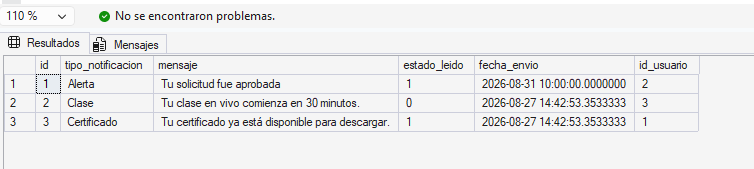 110 % No se encontraron problemas.
Resultados Mensajes
id tipo_notificacion mensaje estado_leido fecha_envio id_usuario
1 1 Alerta Tu solicitud fue aprobada 1 2026-08-31 10:00:00.0000000 2
2 2 Clase Tu clase en vivo comienza en 30 minutos. 0 2026-08-27 14:42:53.3533333 3
3 3 Certificado Tu certificado ya está disponible para descargar. 1 2026-08-27 14:42:53.3533333 1